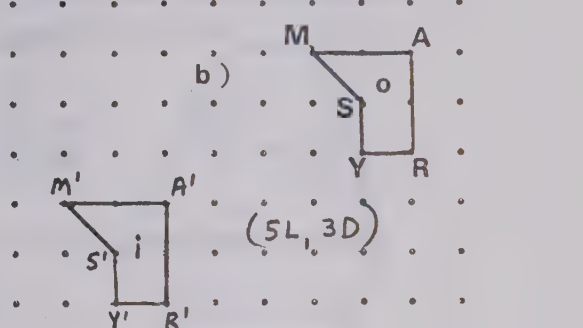 M A
b)
o
S
Y R
M' A'
(5L, 3D)
S' i
Y' R'